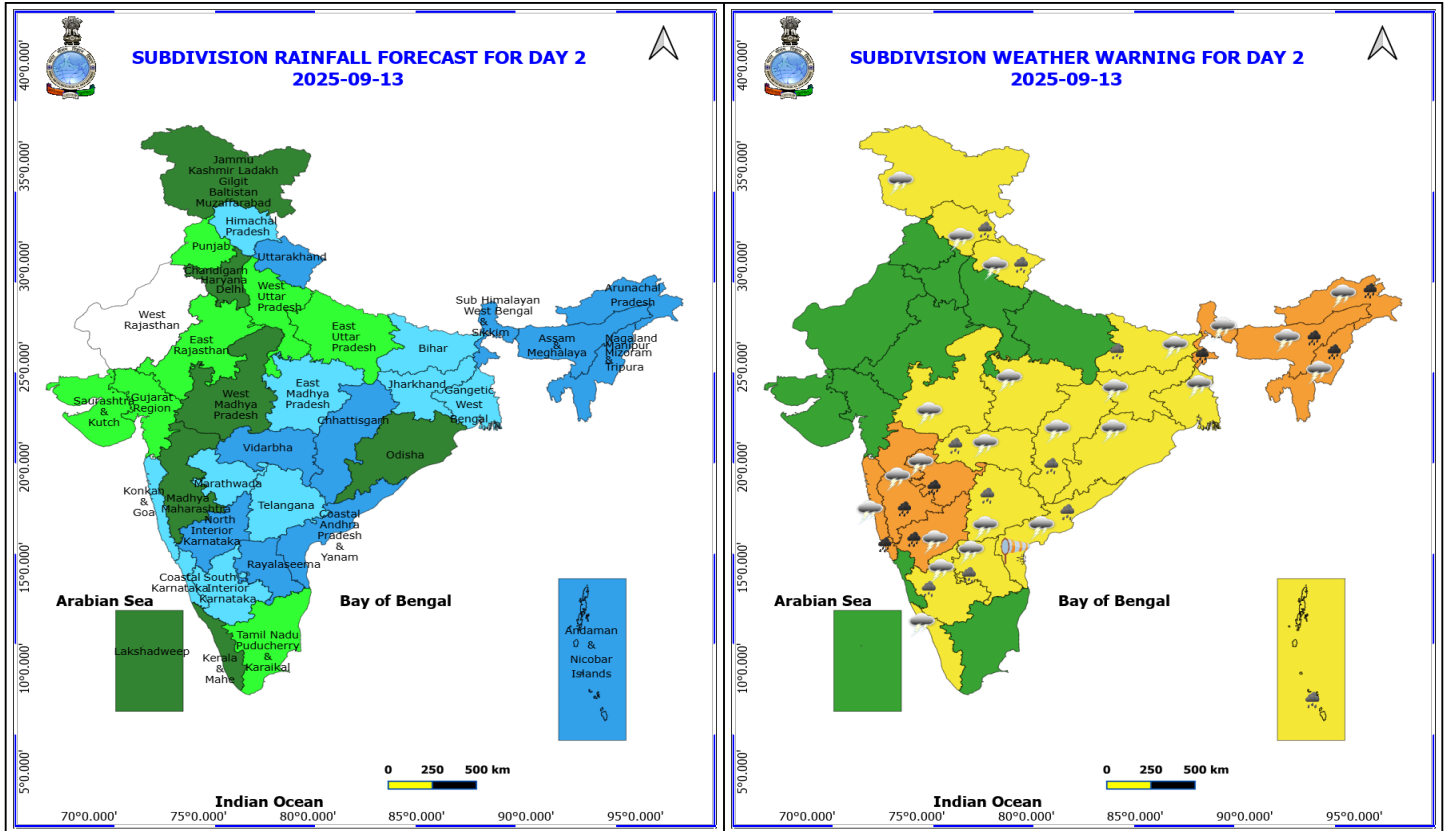 SUBDIVISION RAINFALL FORECAST FOR DAY 2
2025-09-13
40°0.000'
35°0.000'
30°0.000'
25°0.000'
20°0.000'
15°0.000'
10°0.000'
5°0.000'
Jammu
Kashmir Ladakh
Gilgit
Baltistan
Muzaffarabad
Himachal
Pradesh
Punjab
Uttarakhand
Chandigarh
Haryana
Delhi
West
Uttar
Pradesh
West
Rajasthan
East
Rajasthan
East
Uttar
Pradesh
Sub Himalayan
West Bengal
&
Sikkim
Arunachal
Pradesh
Assam
&
Meghalaya
Nagaland
Manipur
Mizoram
&
Tripura
Bihar
Jharkhand
Gangetic
West
Bengal
East
Madhya
Pradesh
West
Madhya
Pradesh
Gujarat
Region
Saurashtra
&
Kutch
Chhattisgarh
Vidarbha
Odisha
Konkan
&
Goa
Marathwada
Madhya
Maharashtra
Telangana
North
Interior
Karnataka
Coastal
Andhra
Pradesh
&
Yanam
Rayalaseema
Coastal
Karnataka
South
Interior
Karnataka
Arabian Sea
Bay of Bengal
Lakshadweep
Kerala
&
Mahe
Tamil Nadu
Puducherry
&
Karaikal
Andaman
&
Nicobar
Islands
0 250 500 km
Indian Ocean
70°0.000' 75°0.000' 80°0.000' 85°0.000' 90°0.000' 95°0.000'
SUBDIVISION WEATHER WARNING FOR DAY 2
2025-09-13
40°0.000'
35°0.000'
30°0.000'
25°0.000'
20°0.000'
15°0.000'
10°0.000'
5°0.000'
Arabian Sea
Bay of Bengal
0 250 500 km
Indian Ocean
70°0.000' 75°0.000' 80°0.000' 85°0.000' 90°0.000' 95°0.000'